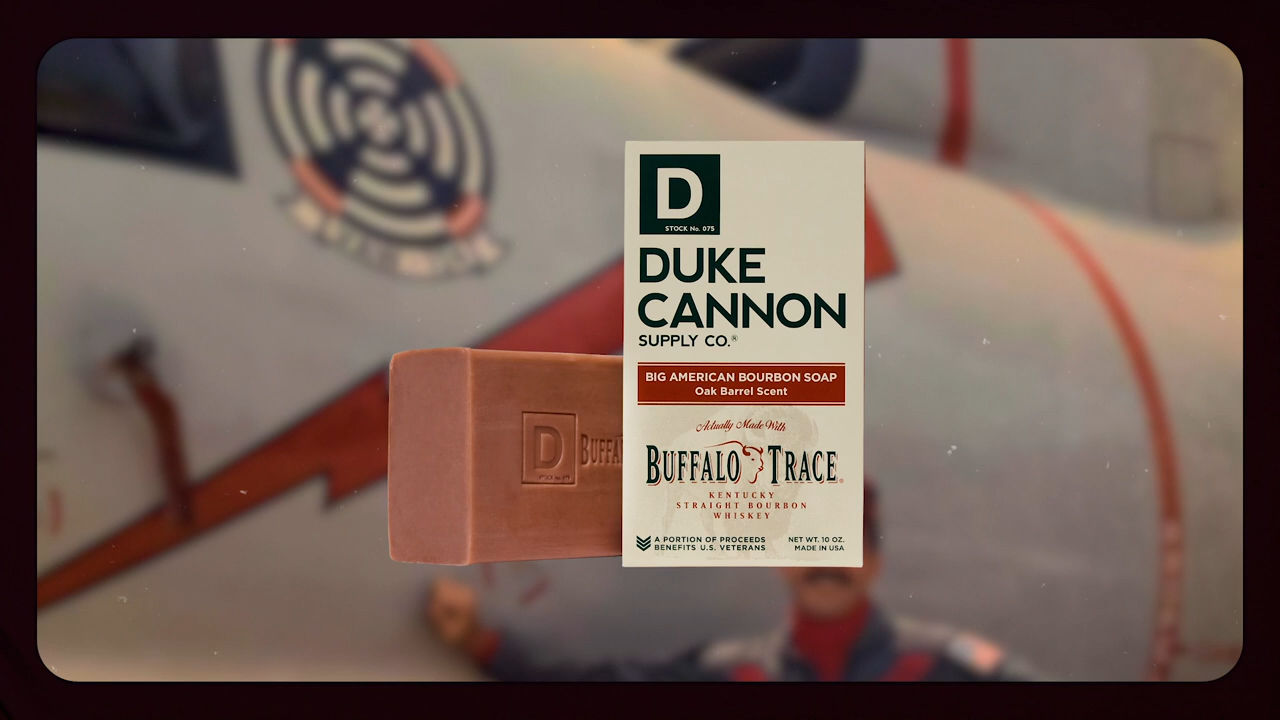 D
STOCK No. 075
DUKE
CANNON
SUPPLY CO.®
BIG AMERICAN BOURBON SOAP
Oak Barrel Scent
Actually Made With
BUFFALO TRACE®
KENTUCKY
STRAIGHT BOURBON
WHISKEY
A PORTION OF PROCEEDS
BENEFITS U.S. VETERANS
NET WT. 10 OZ.
MADE IN USA
D
BUFFA